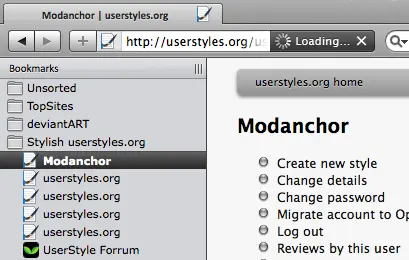 Modanchor | userstyles.org
http://userstyles.org/us
Loading...
Bookmarks
Unsorted
TopSites
deviantART
Stylish userstyles.org
Modanchor
userstyles.org
userstyles.org
userstyles.org
userstyles.org
UserStyle Forrum
userstyles.org home
Modanchor
Create new style
Change details
Change password
Migrate account to Op
Log out
Reviews by this user